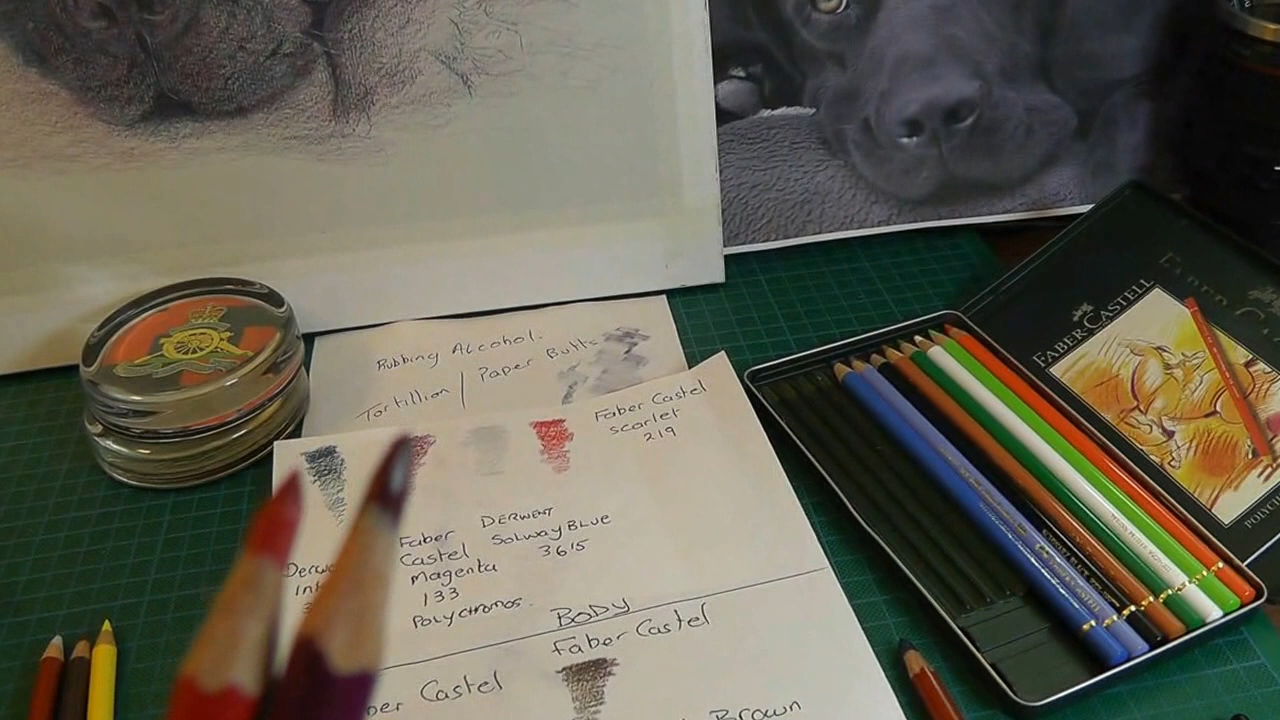 Rubbing Alcohol.
Tortillion / Paper Butts
Faber Castel
scarlet
219
DERWENT
SOLWAY BLUE
3615
Faber
Castel
magenta
133
POLYCHROMOS.
BODY
Faber Castel
Castel
Brown
FABER-CASTELL